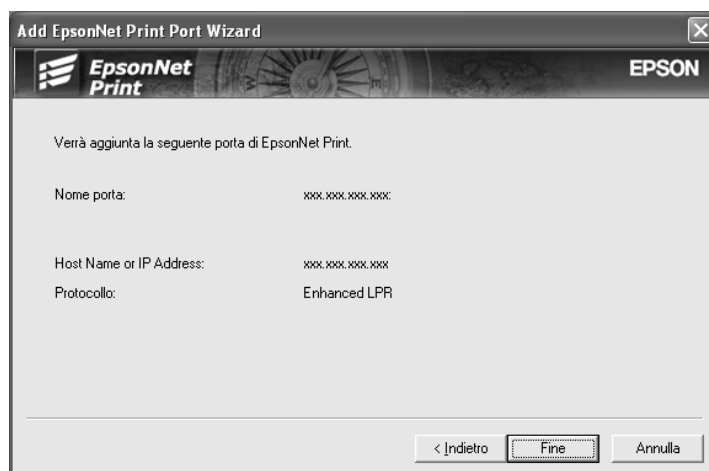 Add EpsonNet Print Port Wizard
EpsonNet
Print
EPSON
Verrà aggiunta la seguente porta di EpsonNet Print.
Nome porta: xxx.xxx.xxx.xxx:
Host Name or IP Address: xxx.xxx.xxx.xxx
Protocollo: Enhanced LPR
< Indietro Fine Annulla